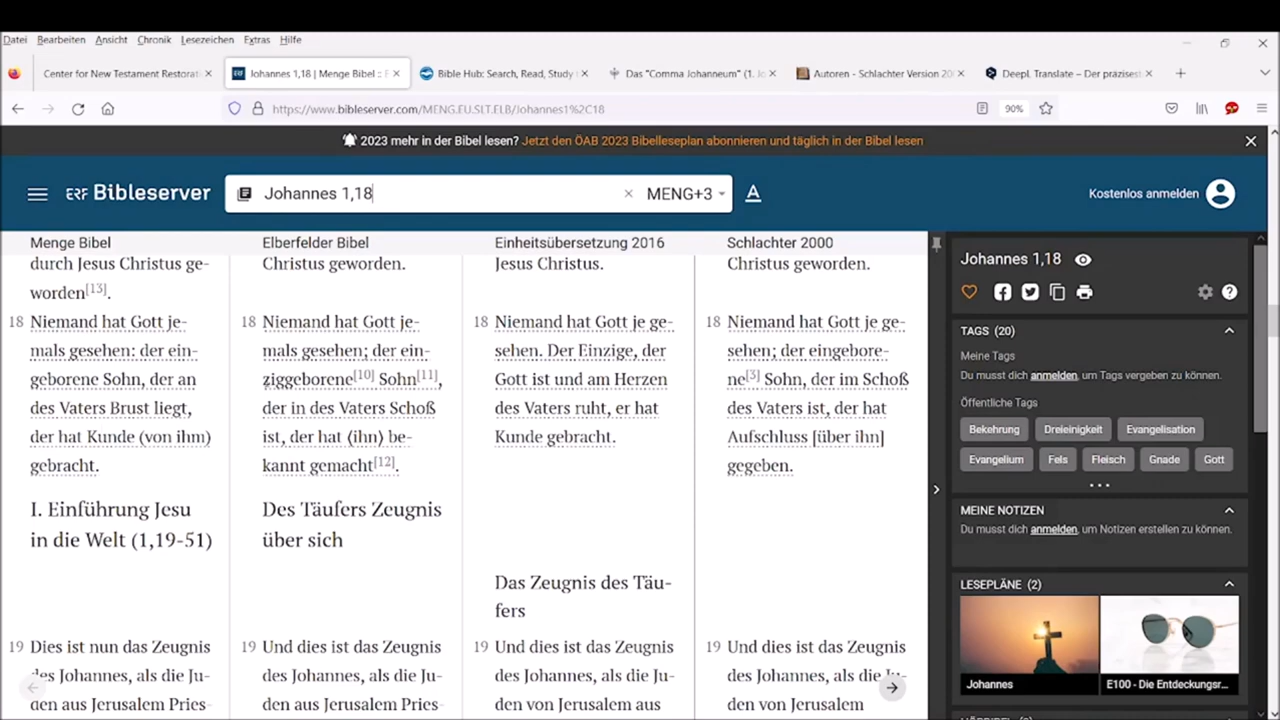 Datei Bearbeiten Ansicht Chronik Lesezeichen Extras Hilfe
Center for New Testament Restorati
Johannes 1,18 | Menge Bibel :: E
Bible Hub: Search, Read, Study t
Das "Comma Johanneum" (1. Jo
Autoren - Schlachter Version 20
DeepL Translate – Der präzisest
https://www.bibleserver.com/MENG.EU.SLT.ELB/Johannes1%2C18
90%
2023 mehr in der Bibel lesen? Jetzt den ÖAB 2023 Bibelleseplan abonnieren und täglich in der Bibel lesen
ERF Bibleserver
Johannes 1,18
MENG+3
A
Kostenlos anmelden
Menge Bibel
durch Jesus Christus ge-
worden[13].
18 Niemand hat Gott je-
mals gesehen: der ein-
geborene Sohn, der an
des Vaters Brust liegt,
der hat Kunde (von ihm)
gebracht.
I. Einführung Jesu
in die Welt (1,19-51)
19 Dies ist nun das Zeugnis
des Johannes, als die Ju-
den aus Jerusalem Pries-
Elberfelder Bibel
Christus geworden.
18 Niemand hat Gott je-
mals gesehen; der ein-
ziggeborene[10] Sohn[11],
der in des Vaters Schoß
ist, der hat ⟨ihn⟩ be-
kannt gemacht[12].
Des Täufers Zeugnis
über sich
19 Und dies ist das Zeugnis
des Johannes, als die Ju-
den aus Jerusalem Pries-
Einheitsübersetzung 2016
Jesus Christus.
18 Niemand hat Gott je ge-
sehen. Der Einzige, der
Gott ist und am Herzen
des Vaters ruht, er hat
Kunde gebracht.
Das Zeugnis des Täu-
fers
19 Und dies ist das Zeugnis
des Johannes, als die Ju-
den von Jerusalem aus
Schlachter 2000
Christus geworden.
18 Niemand hat Gott je ge-
sehen; der eingebore-
ne[3] Sohn, der im Schoß
des Vaters ist, der hat
Aufschluss [über ihn]
gegeben.
19 Und dies ist das Zeugnis
des Johannes, als die Ju-
den von Jerusalem
Johannes 1,18
TAGS (20)
Meine Tags
Du musst dich anmelden, um Tags vergeben zu können.
Öffentliche Tags
Bekehrung Dreieinigkeit Evangelisation
Evangelium Fels Fleisch Gnade Gott
MEINE NOTIZEN
Du musst dich anmelden, um Notizen erstellen zu können.
LESEPLÄNE (2)
Johannes
E100 - Die Entdeckungsr...